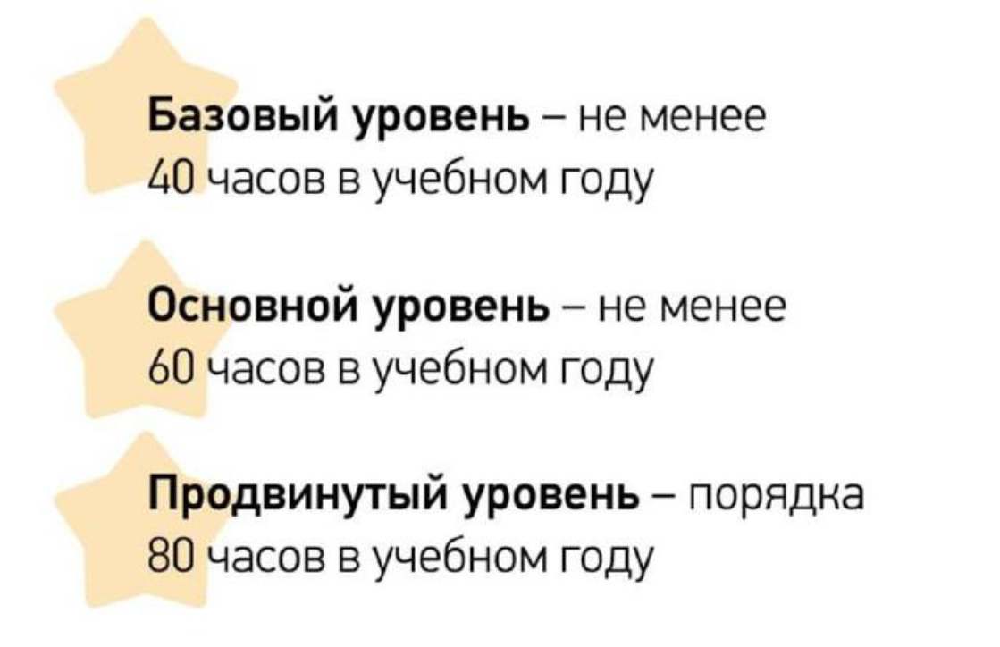 Базовый уровень – не менее
40 часов в учебном году
Основной уровень – не менее
60 часов в учебном году
Продвинутый уровень – порядка
80 часов в учебном году